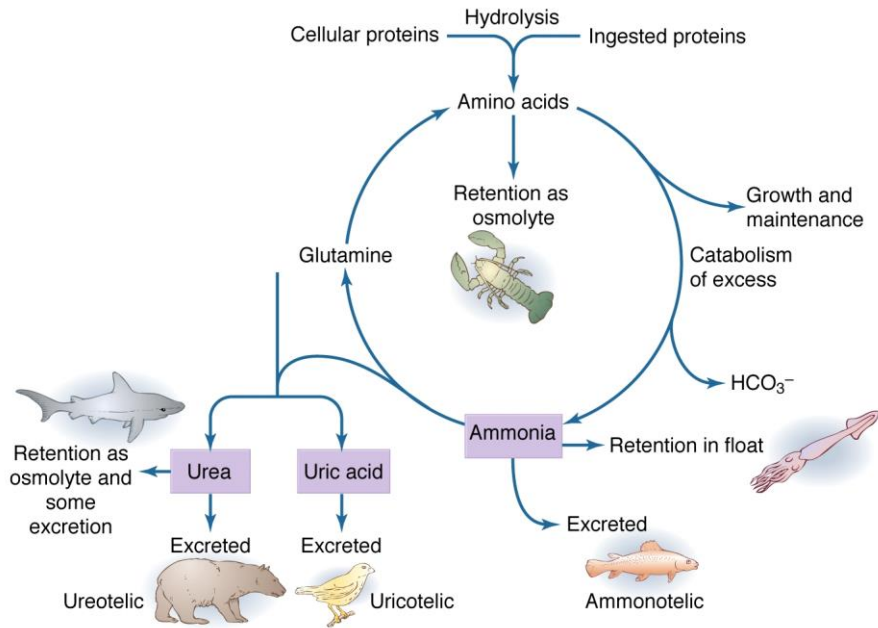 Hydrolysis
Cellular proteins
Ingested proteins
Amino acids
Retention as
osmolyte
Growth and
maintenance
Glutamine
Catabolism
of excess
HCO₃⁻
Ammonia
Retention in float
Retention as
osmolyte and
some
excretion
Urea
Uric acid
Excreted
Excreted
Excreted
Ureotelic
Uricotelic
Ammonotelic